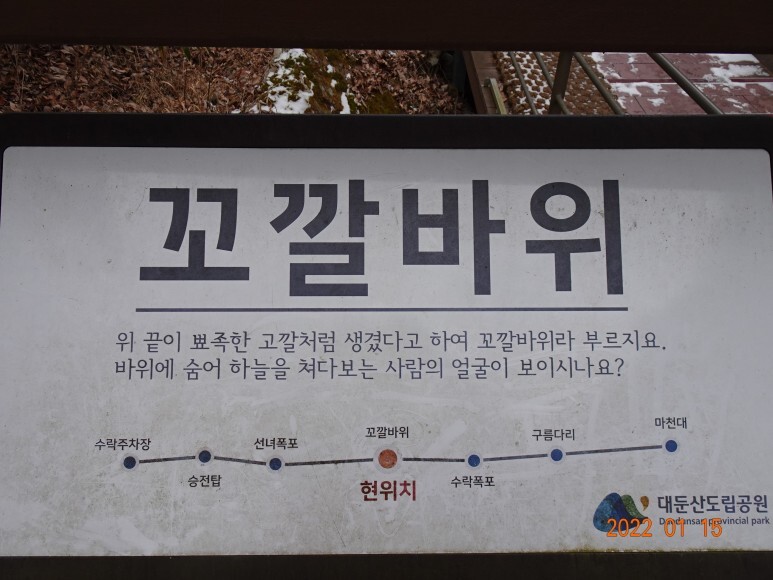 꼬깔바위
위 끝이 뾰족한 고깔처럼 생겼다고 하여 꼬깔바위라 부르지요.
바위에 숨어 하늘을 쳐다보는 사람의 얼굴이 보이시나요?
수락주차장
승전탑
선녀폭포
꼬깔바위
현위치
수락폭포
구름다리
마천대
대둔산도립공원
Daedunsan provincial park
2022 01 15